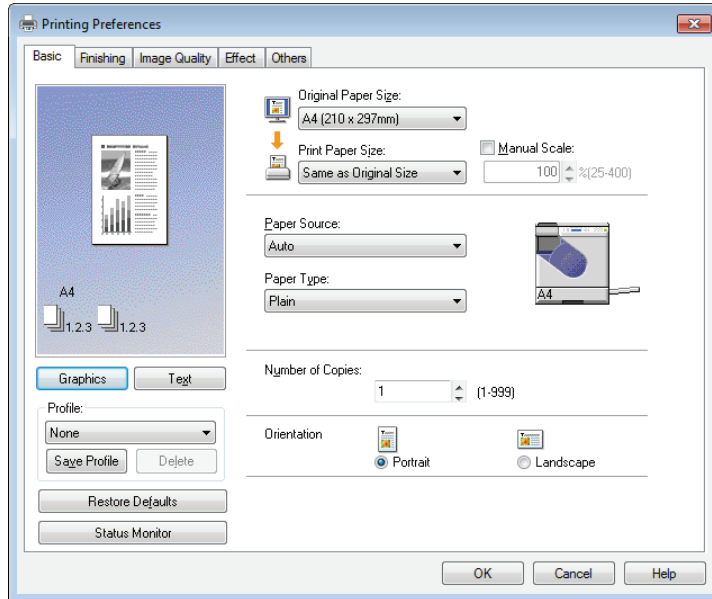 Printing Preferences
Basic Finishing Image Quality Effect Others
Original Paper Size:
A4 (210 x 297mm)
Print Paper Size:
Same as Original Size
Manual Scale:
100 %(25-400)
Paper Source:
Auto
Paper Type:
Plain
A4
A4
1.2.3 1.2.3
Graphics Text
Number of Copies:
1 (1-999)
Profile:
None
Save Profile Delete
Orientation
Portrait Landscape
Restore Defaults
Status Monitor
OK Cancel Help